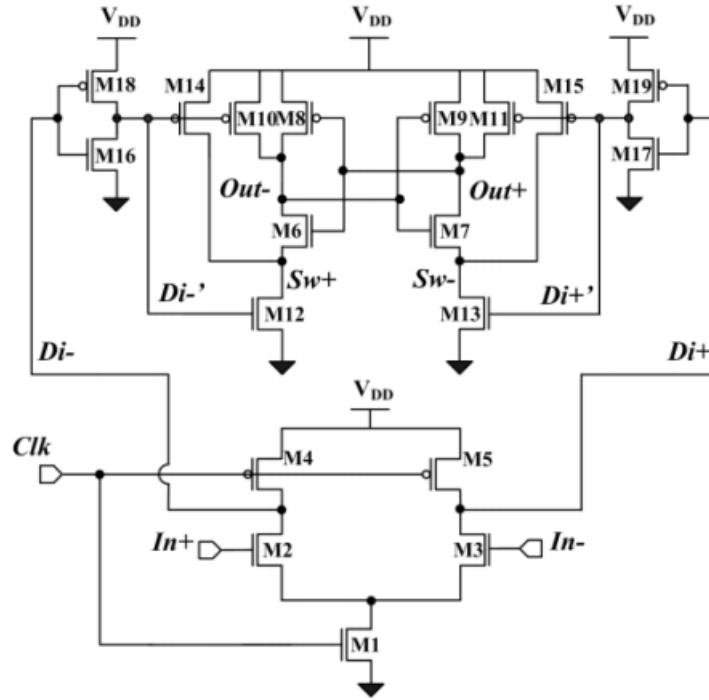 VDD
VDD
VDD
M18
M14
M15
M19
M10
M8
M9
M11
M16
M17
Out-
Out+
M6
M7
Sw+
Sw-
Di-’
Di+’
M12
M13
Di-
Di+
VDD
Clk
M4
M5
In+
M2
M3
In-
M1